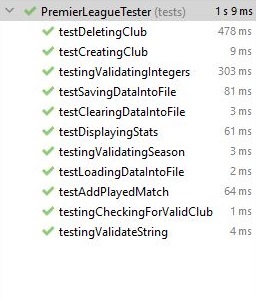 PremierLeagueTester (tests) 1 s 9 ms
testDeletingClub 478 ms
testCreatingClub 9 ms
testingValidatingIntegers 303 ms
testSavingDataIntoFile 81 ms
testClearingDataIntoFile 3 ms
testDisplayingStats 61 ms
testingValidatingSeason 3 ms
testLoadingDataIntoFile 2 ms
testAddPlayedMatch 64 ms
testingCheckingForValidClub 1 ms
testingValidateString 4 ms